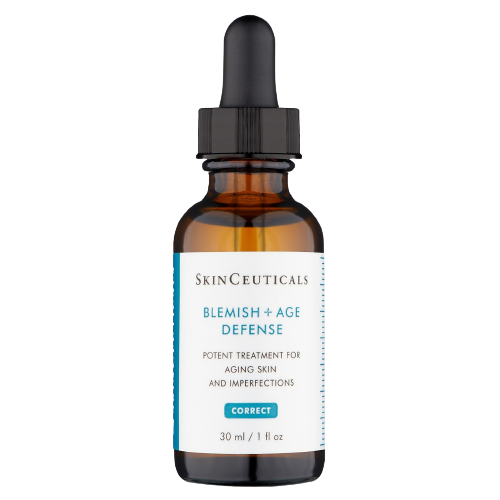 SKINCEUTICALS
BLEMISH + AGE
DEFENSE
POTENT TREATMENT FOR
AGING SKIN
AND IMPERFECTIONS
CORRECT
30 ml / 1 fl oz